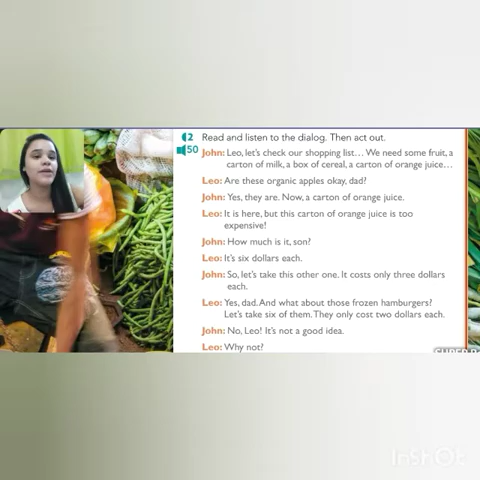 2 Read and listen to the dialog. Then act out.
50
John: Leo, let's check our shopping list... We need some fruit, a
carton of milk, a box of cereal, a carton of orange juice...
Leo: Are these organic apples okay, dad?
John: Yes, they are. Now, a carton of orange juice.
Leo: It is here, but this carton of orange juice is too
expensive!
John: How much is it, son?
Leo: It's six dollars each.
John: So, let's take this other one. It costs only three dollars
each.
Leo: Yes, dad. And what about those frozen hamburgers?
Let's take six of them. They only cost two dollars each.
John: No, Leo! It's not a good idea.
Leo: Why not?
InShOt